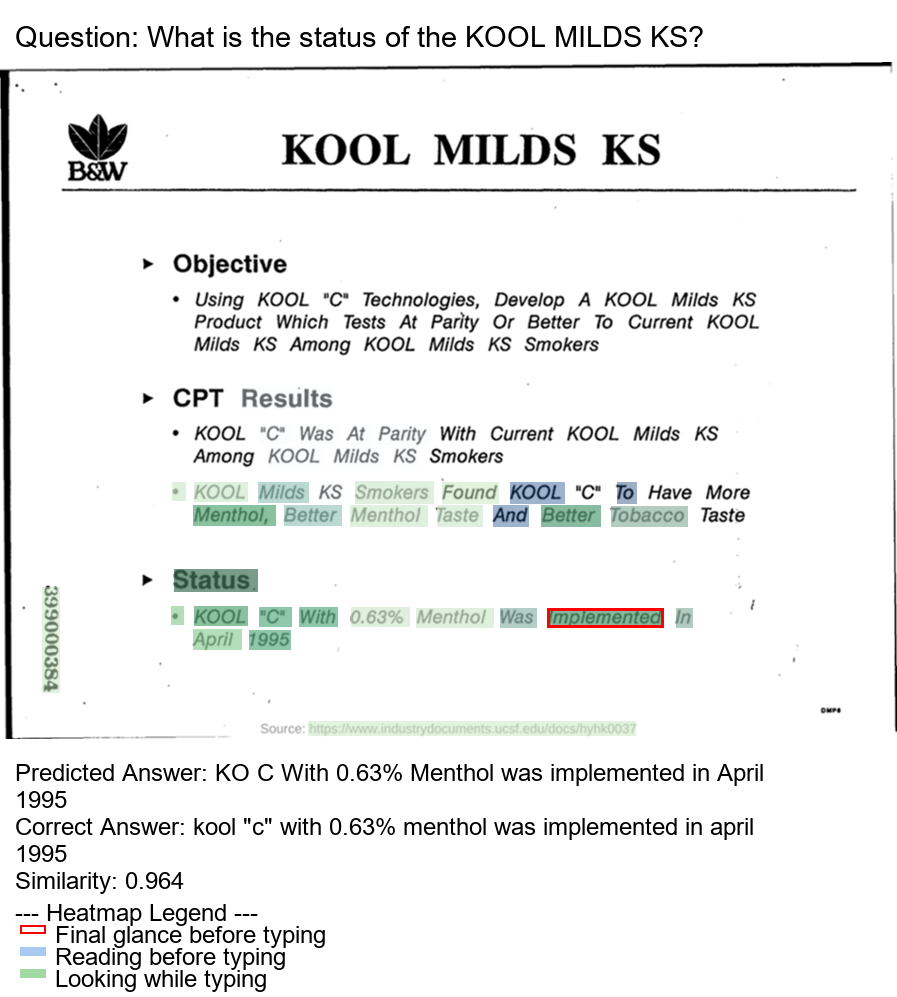 Question: What is the status of the KOOL MILDS KS?
B&W
KOOL MILDS KS
► Objective
• Using KOOL "C" Technologies, Develop A KOOL Milds KS
Product Which Tests At Parity Or Better To Current KOOL
Milds KS Among KOOL Milds KS Smokers
► CPT Results
• KOOL "C" Was At Parity With Current KOOL Milds KS
Among KOOL Milds KS Smokers
• KOOL Milds KS Smokers Found KOOL "C" To Have More
Menthol, Better Menthol Taste And Better Tobacco Taste
► Status
• KOOL "C" With 0.63% Menthol Was Implemented In
April 1995
399000384
DMP6
Source: https://www.industrydocuments.ucsf.edu/docs/hyhk0037
Predicted Answer: KO C With 0.63% Menthol was implemented in April
1995
Correct Answer: kool "c" with 0.63% menthol was implemented in april
1995
Similarity: 0.964
--- Heatmap Legend ---
Final glance before typing
Reading before typing
Looking while typing